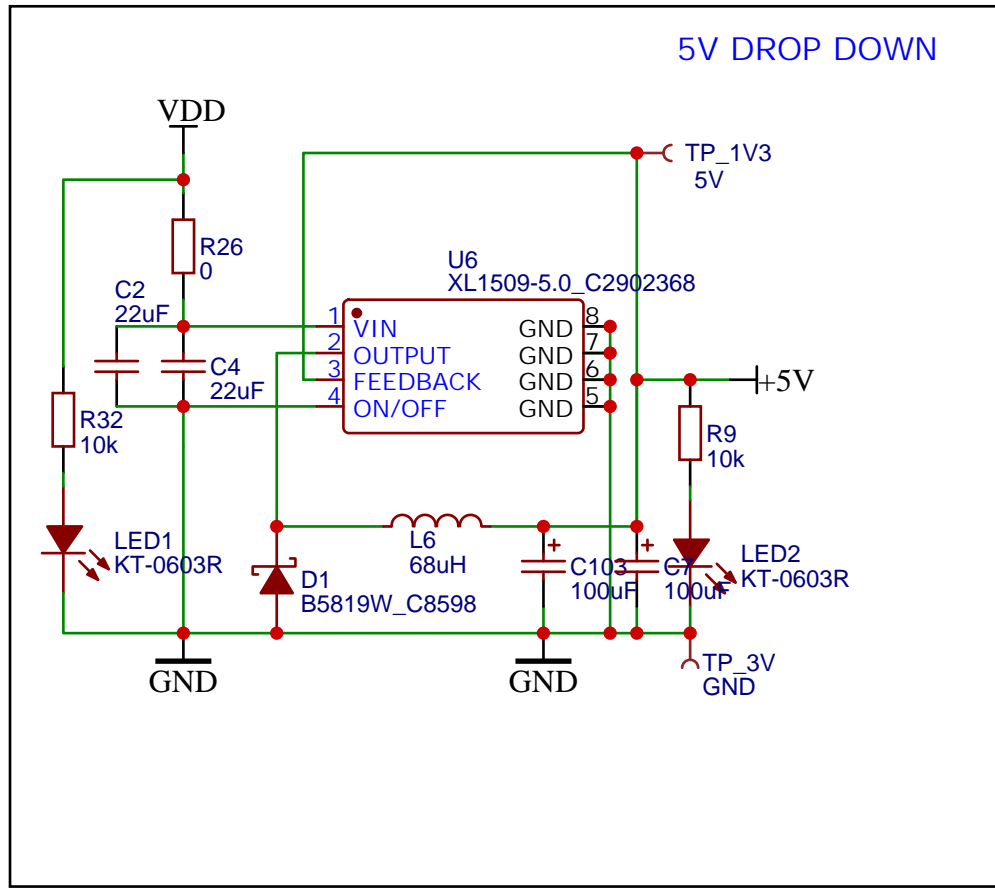 5V DROP DOWN
VDD
TP_1V3
5V
R26
0
U6
XL1509-5.0_C2902368
C2
22uF
1
VIN
GND
8
2
OUTPUT
GND
7
3
FEEDBACK
GND
6
4
ON/OFF
GND
5
C4
22uF
+5V
R32
10k
R9
10k
LED1
KT-0603R
L6
68uH
D1
B5819W_C8598
+
C103
100uF
+
C7
100uF
LED2
KT-0603R
GND
GND
TP_3V
GND